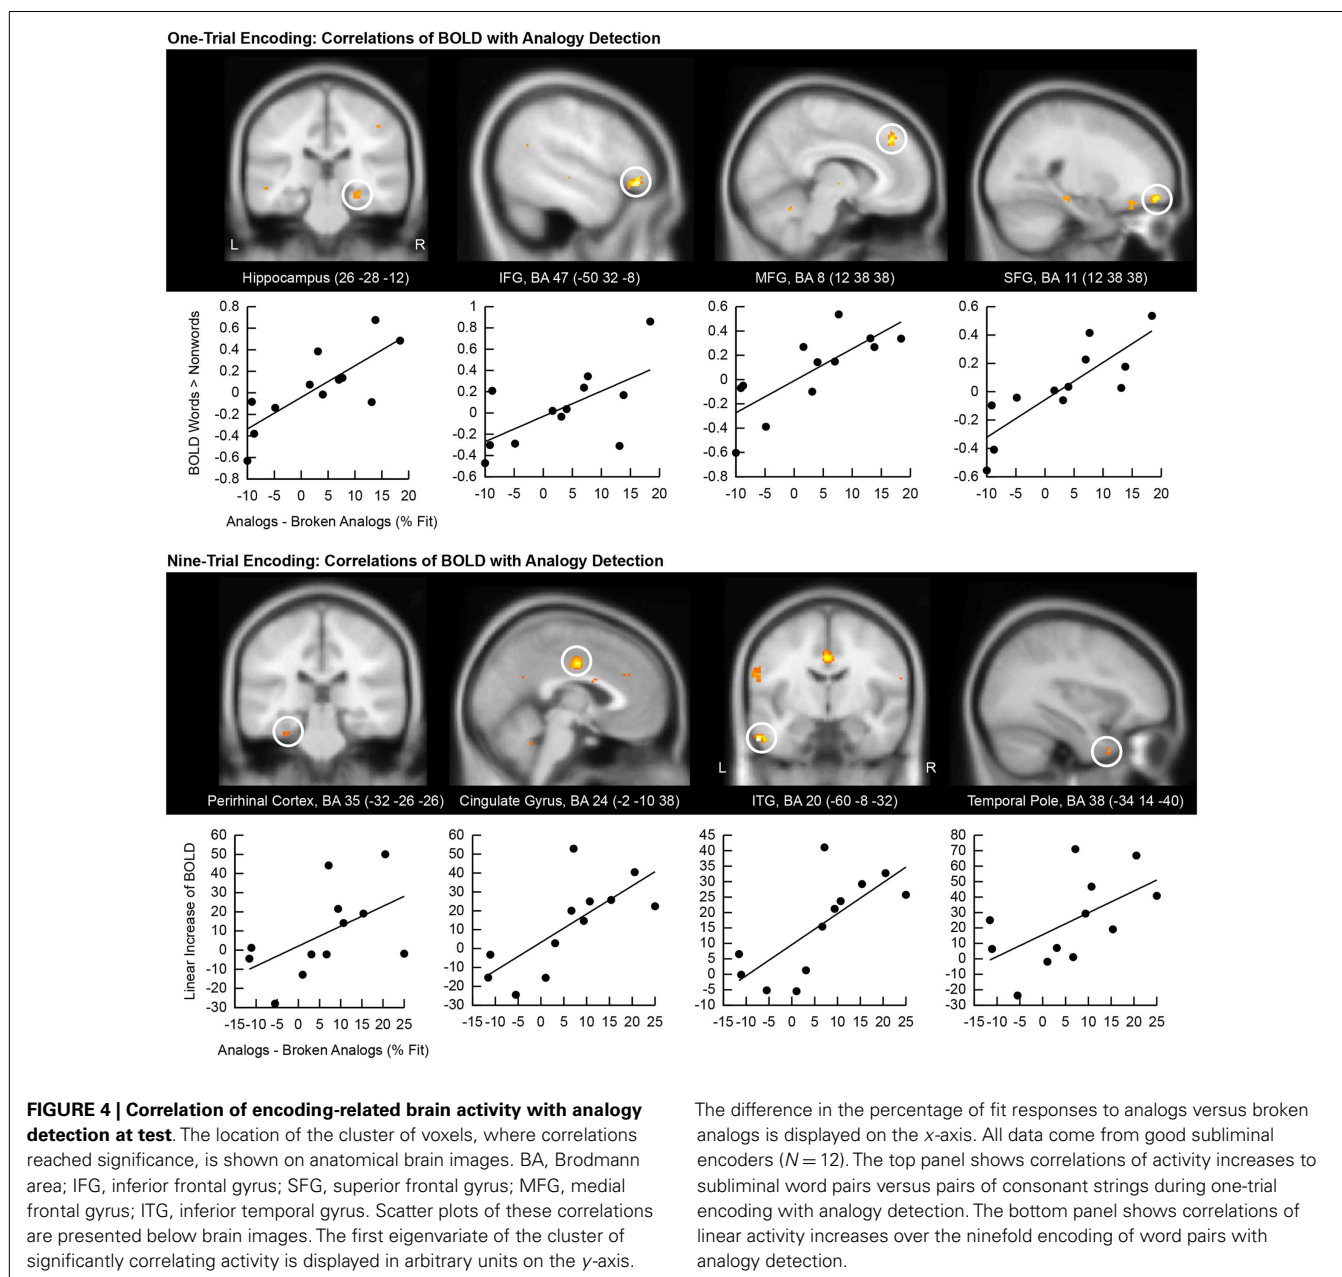 One-Trial Encoding: Correlations of BOLD with Analogy Detection
L R
Hippocampus (26 -28 -12) IFG, BA 47 (-50 32 -8) MFG, BA 8 (12 38 38) SFG, BA 11 (12 38 38)
BOLD Words > Nonwords
0.8
0.6
0.4
0.2
0
-0.2
-0.4
-0.6
-0.8
-10 -5 0 5 10 15 20
1
0.8
0.6
0.4
0.2
0
-0.2
-0.4
-0.6
-10 -5 0 5 10 15 20
0.6
0.4
0.2
0
-0.2
-0.4
-0.6
-0.8
-10 -5 0 5 10 15 20
0.6
0.4
0.2
0
-0.2
-0.4
-0.6
-10 -5 0 5 10 15 20
Analogs - Broken Analogs (% Fit)
Nine-Trial Encoding: Correlations of BOLD with Analogy Detection
L R
Perirhinal Cortex, BA 35 (-32 -26 -26) Cingulate Gyrus, BA 24 (-2 -10 38) ITG, BA 20 (-60 -8 -32) Temporal Pole, BA 38 (-34 14 -40)
Linear Increase of BOLD
60
50
40
30
20
10
0
-10
-20
-30
-15 -10 -5 0 5 10 15 20 25
60
50
40
30
20
10
0
-10
-20
-30
-15 -10 -5 0 5 10 15 20 25
45
40
35
30
25
20
15
10
5
0
-5
-10
-15 -10 -5 0 5 10 15 20 25
80
70
60
50
40
30
20
10
0
-10
-20
-30
-15 -10 -5 0 5 10 15 20 25
Analogs - Broken Analogs (% Fit)
FIGURE 4 | Correlation of encoding-related brain activity with analogy
detection at test. The location of the cluster of voxels, where correlations
reached significance, is shown on anatomical brain images. BA, Brodmann
area; IFG, inferior frontal gyrus; SFG, superior frontal gyrus; MFG, medial
frontal gyrus; ITG, inferior temporal gyrus. Scatter plots of these correlations
are presented below brain images. The first eigenvariate of the cluster of
significantly correlating activity is displayed in arbitrary units on the y-axis.
The difference in the percentage of fit responses to analogs versus broken
analogs is displayed on the x-axis. All data come from good subliminal
encoders (N = 12). The top panel shows correlations of activity increases to
subliminal word pairs versus pairs of consonant strings during one-trial
encoding with analogy detection. The bottom panel shows correlations of
linear activity increases over the ninefold encoding of word pairs with
analogy detection.